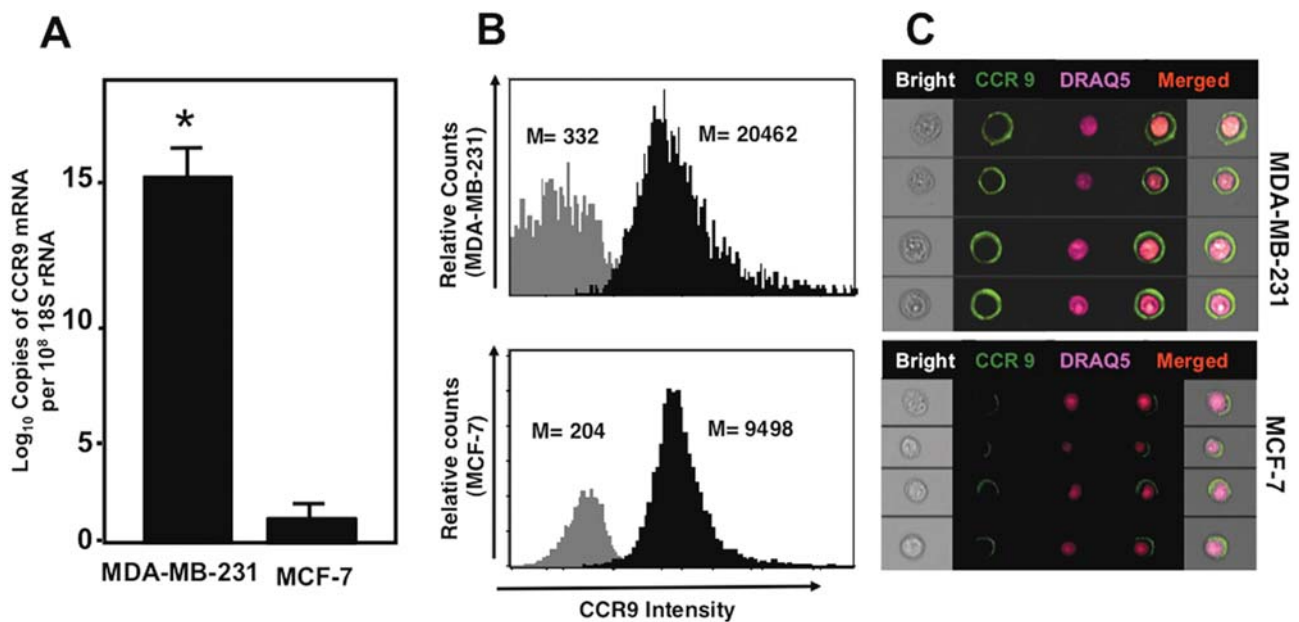 A
Log₁₀ Copies of CCR9 mRNA
per 10⁸ 18S rRNA
15
10
5
0
*
MDA-MB-231 MCF-7
B
Relative Counts
(MDA-MB-231)
M= 332
M= 20462
Relative counts
(MCF-7)
M= 204
M= 9498
CCR9 Intensity
C
Bright CCR 9 DRAQ5 Merged
MDA-MB-231
Bright CCR 9 DRAQ5 Merged
MCF-7